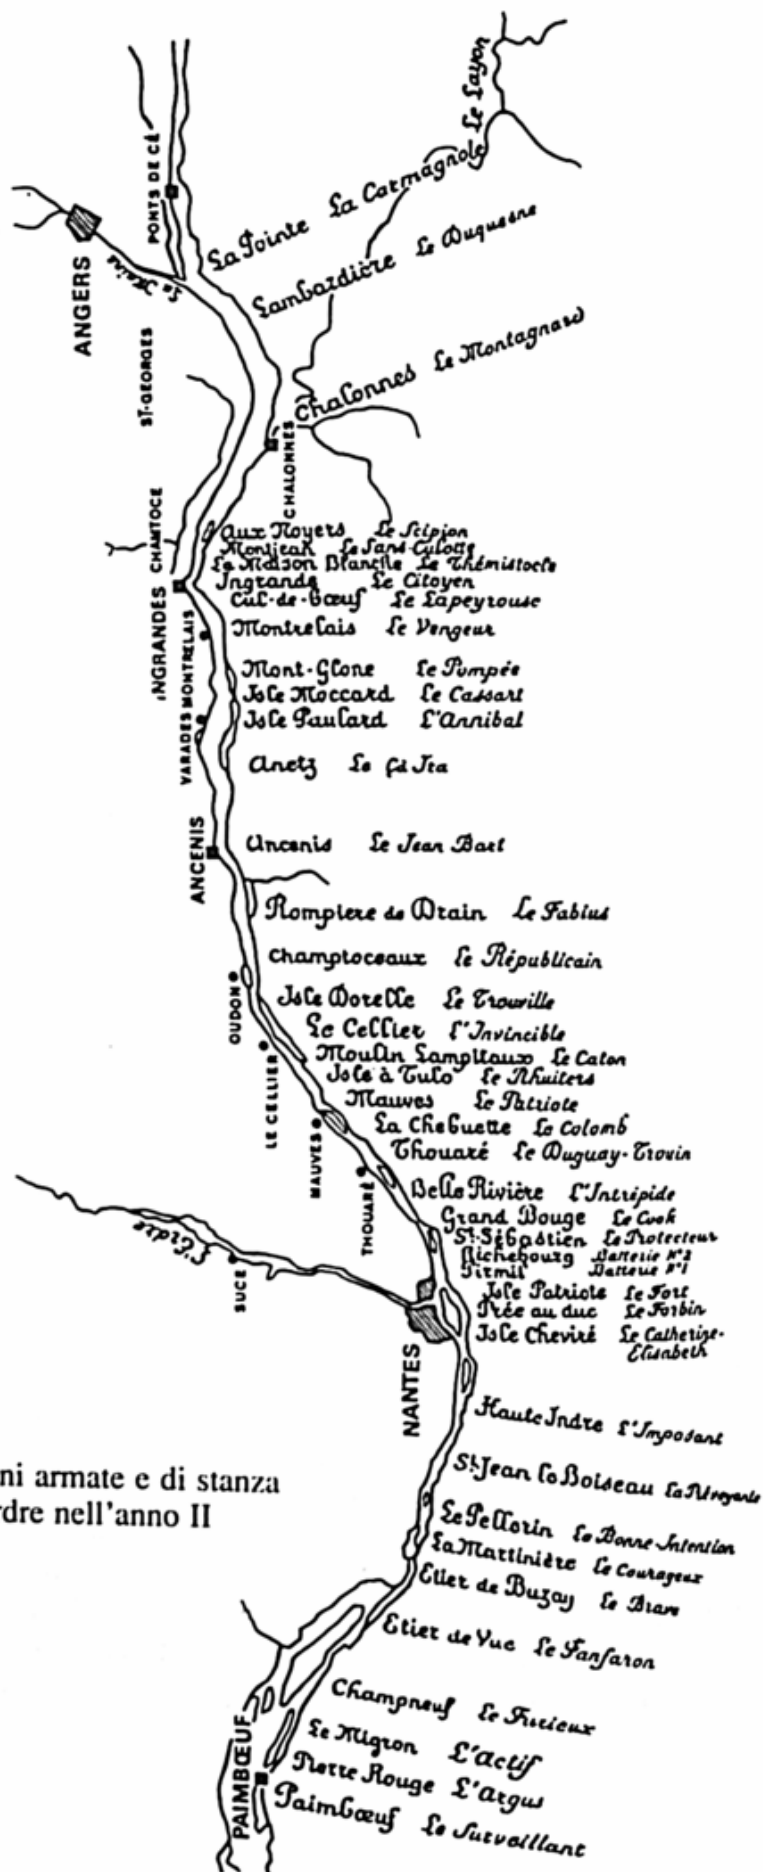 Le Layon
PONTS DE CÉ
La Pointe La Carmagnole
ANGERS
La Maine
Lambardière Le Duquesne
ST-GEORGES
Chalonnes Le Montagnard
CHALONNES
CHAMTOCE
Aux Noyers Le Scipion
Montjean Le Sans-Culotte
La Maison Blanche Le Thémistocle
Ingrande Le Citoyen
Cul-de-Bœuf Le Lapeyrouse
INGRANDES
Montrelais Le Vengeur
MONTRELAIS
Mont-Glone Le Pompée
Isle Moccard Le Cassart
Isle Paulard L'Annibal
VARADES
Anetz Le
Ancenis Le Jean Bart
ANCENIS
de Drain Le Fabius
Champtoceaux Le Républicain
OUDON
Isle Dorelle Le Trouville
Le Cellier L'Invincible
LE CELLIER
Moulin Le Caton
Isle à Le
Mauves Le Patriote
MAUVES
La Chebuette Le Colomb
Thouaré Le Duguay-Trouin
THOUARÉ
Belle Rivière L'Intrépide
Grand Bouge Le Cook
St Sébastien Le Protecteur
Richebourg Batterie N°2
Pirmil Batterie N°1
L'Erdre
SUCE
Isle Patriote Le Fort
Prée au duc Le Forbin
Isle Cheviré Le Catherine-
Elisabeth
NANTES
Haute Indre L'Imposant
ni armate e di stanza
rdre nell'anno II
St Jean le Boiseau La
Le Pellerin La Bonne-Intention
La Martinière Le Courageux
Etier de Buzay Le Brave
Etier de Vue Le Fanfaron
Champneuf Le Furieux
Le Migron L'Actif
Pierre Rouge L'Argus
Paimbœuf Le Surveillant
PAIMBŒUF